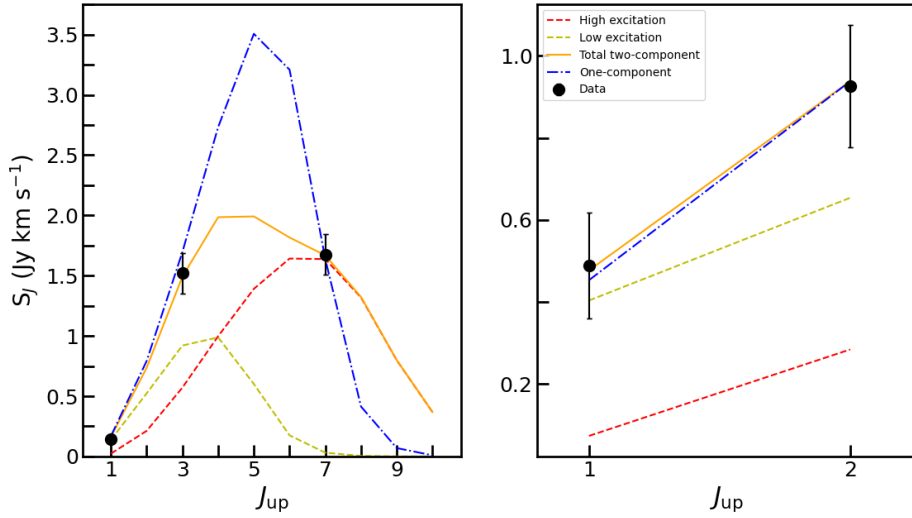 3.5
3.0
2.5
2.0
1.5
1
0.5
0
S_J (Jy km s⁻¹)
1 3 5 7 9
J_up
High excitation
Low excitation
Total two-component
One-component
Data
1.0
0.6
0.2
1 2
J_up